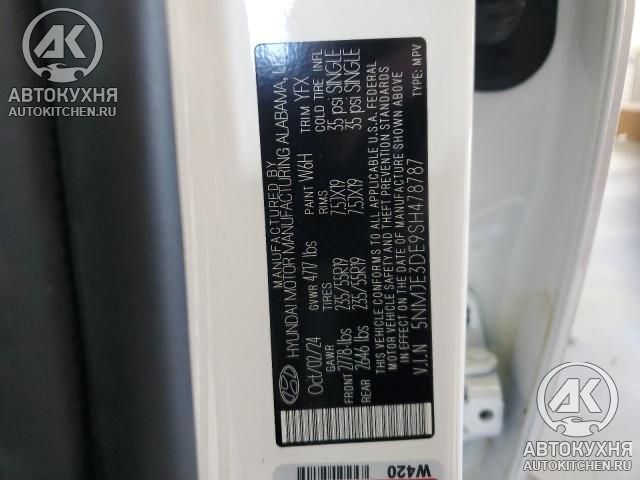 MANUFACTURED BY
HYUNDAI MOTOR MANUFACTURING ALABAMA, LLC
Oct/02/24 GVWR 4717 lbs PAINT W6H TRIM YFX
GAWR TIRES RIMS COLD TIRE INFL
FRONT 2778-lbs 235/55R19 7.5JX19 35 psi SINGLE
REAR 2646 lbs 235/55R19 7.5JX19 35 psi SINGLE
THIS VEHICLE CONFORMS TO ALL APPLICABLE U.S.A. FEDERAL
MOTOR VEHICLE SAFETY AND THEFT PREVENTION STANDARDS
IN EFFECT ON THE DATE OF MANUFACTURE SHOWN ABOVE
V.I.N 5NMJE3DE9SH478787 TYPE: MPV
W420
АК
АВТОКУХНЯ
AUTOKITCHEN.RU
АК
АВТОКУХНЯ
AUTOKITCHEN.RU